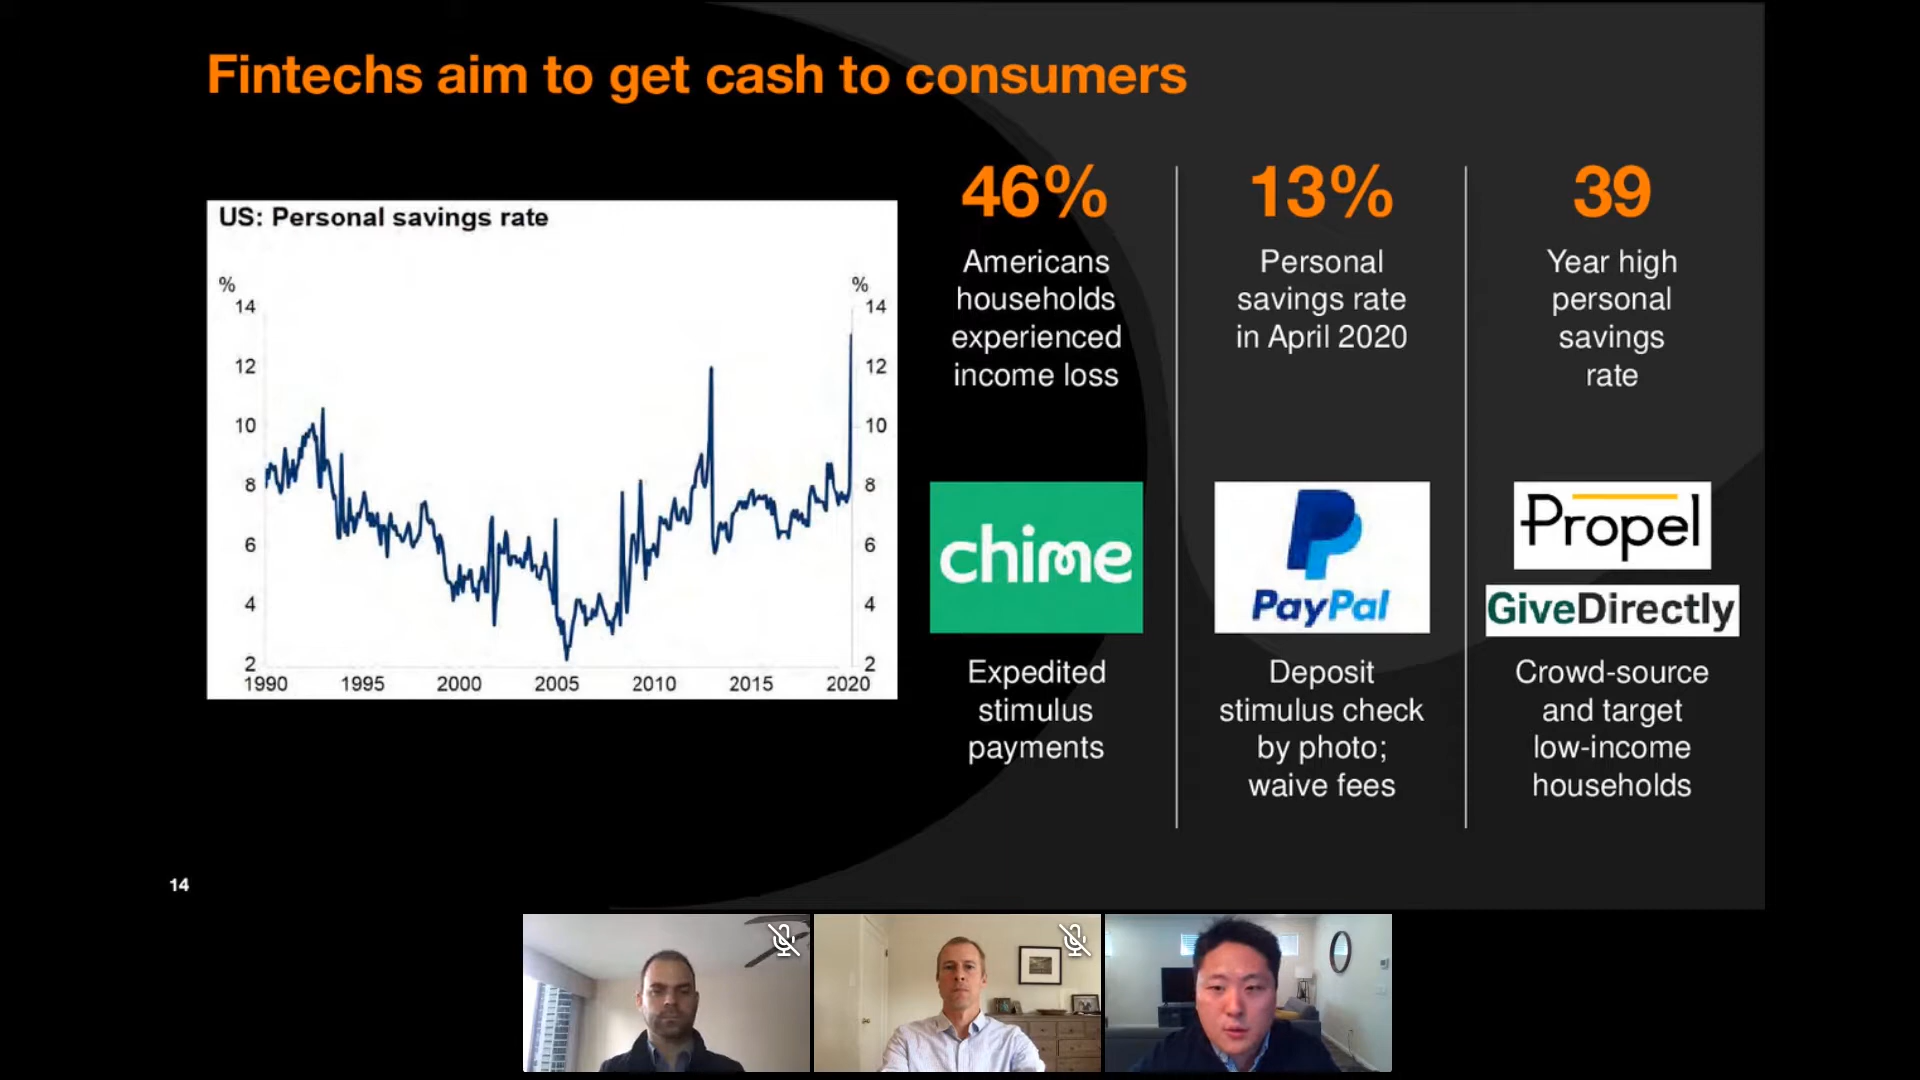 Fintechs aim to get cash to consumers
US: Personal savings rate
% %
14 14
12 12
10 10
8 8
6 6
4 4
2 2
1990 1995 2000 2005 2010 2015 2020
46%
Americans
households
experienced
income loss
chime
Expedited
stimulus
payments
13%
Personal
savings rate
in April 2020
PayPal
Deposit
stimulus check
by photo;
waive fees
39
Year high
personal
savings
rate
Propel
GiveDirectly
Crowd-source
and target
low-income
households
14